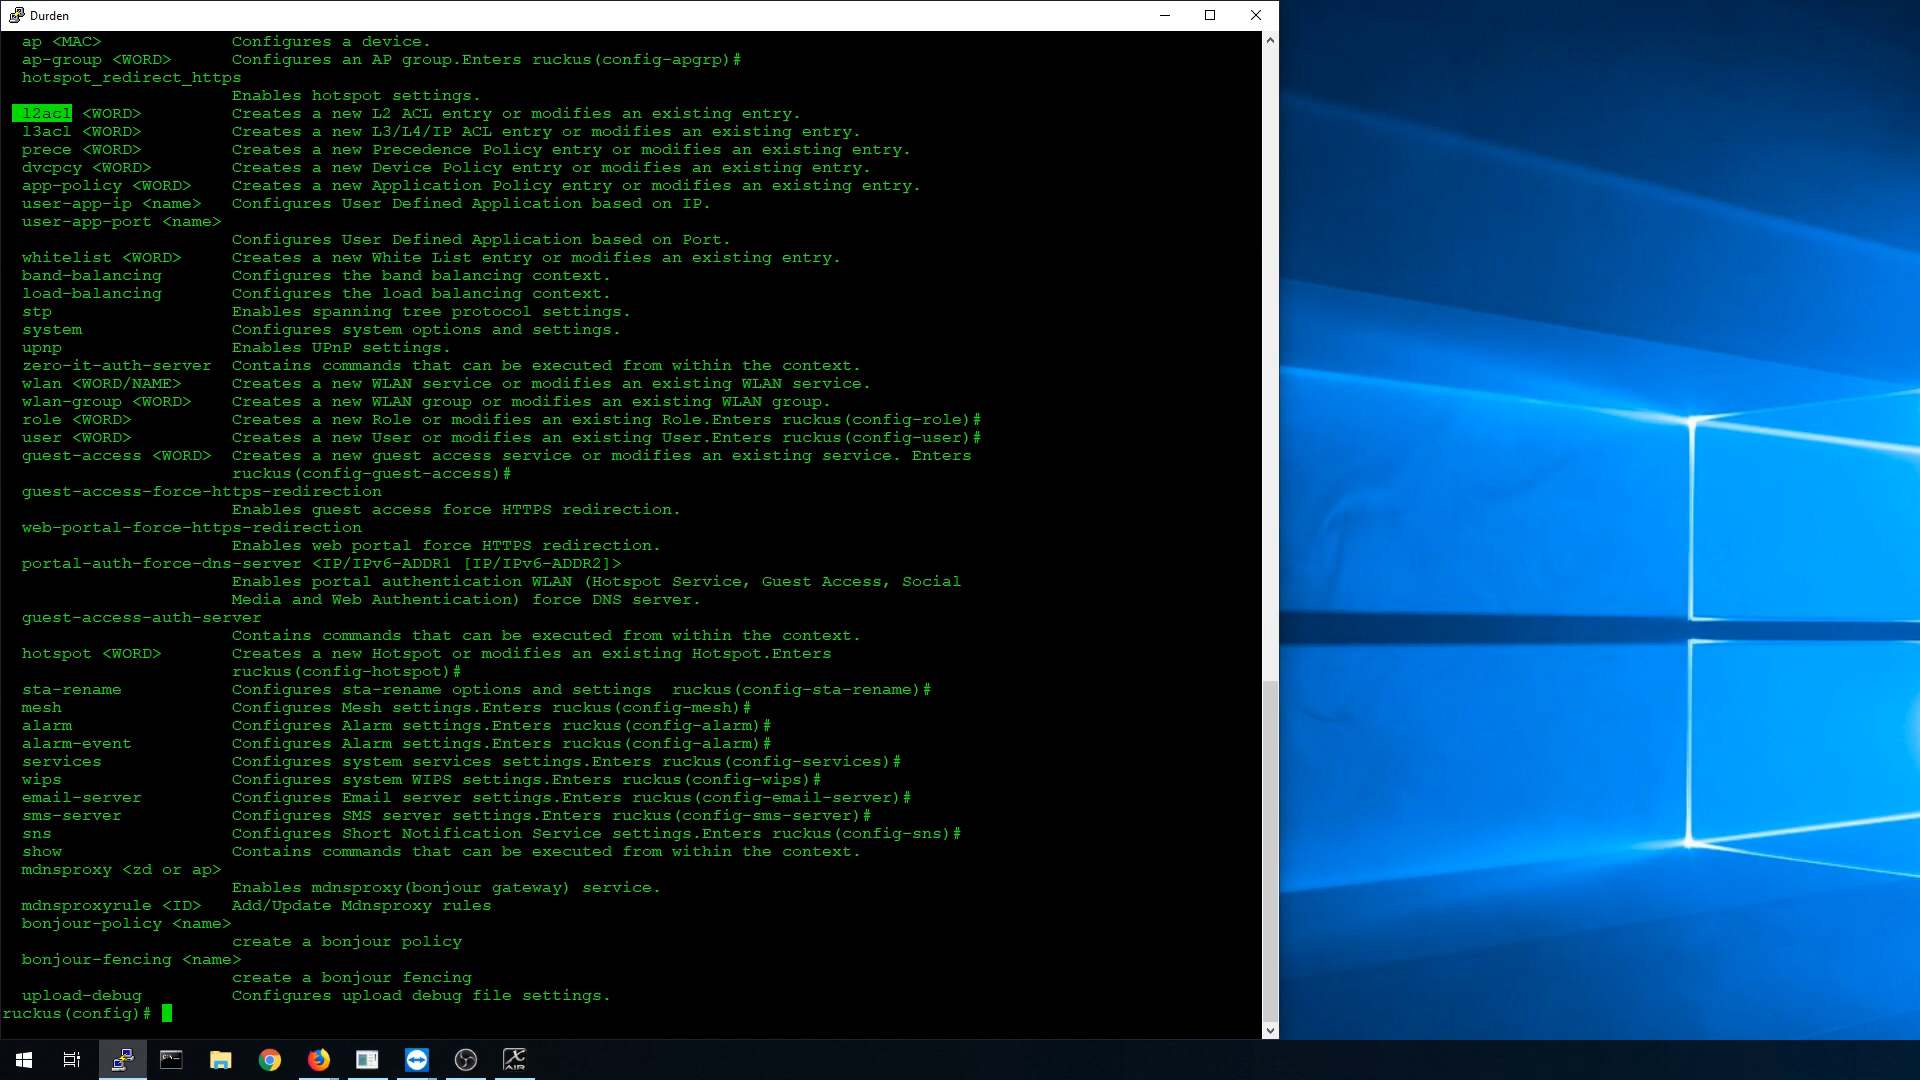 Durden
ap <MAC>             Configures a device.
ap-group <WORD>      Configures an AP group.Enters ruckus(config-apgrp)#
hotspot_redirect_https
Enables hotspot settings.
l2acl <WORD>         Creates a new L2 ACL entry or modifies an existing entry.
l3acl <WORD>         Creates a new L3/L4/IP ACL entry or modifies an existing entry.
prece <WORD>         Creates a new Precedence Policy entry or modifies an existing entry.
dvcpcy <WORD>        Creates a new Device Policy entry or modifies an existing entry.
app-policy <WORD>    Creates a new Application Policy entry or modifies an existing entry.
user-app-ip <name>   Configures User Defined Application based on IP.
user-app-port <name>
Configures User Defined Application based on Port.
whitelist <WORD>     Creates a new White List entry or modifies an existing entry.
band-balancing       Configures the band balancing context.
load-balancing       Configures the load balancing context.
stp                  Enables spanning tree protocol settings.
system               Configures system options and settings.
upnp                 Enables UPnP settings.
zero-it-auth-server  Contains commands that can be executed from within the context.
wlan <WORD/NAME>     Creates a new WLAN service or modifies an existing WLAN service.
wlan-group <WORD>    Creates a new WLAN group or modifies an existing WLAN group.
role <WORD>          Creates a new Role or modifies an existing Role.Enters ruckus(config-role)#
user <WORD>          Creates a new User or modifies an existing User.Enters ruckus(config-user)#
guest-access <WORD>  Creates a new guest access service or modifies an existing service. Enters
ruckus(config-guest-access)#
guest-access-force-https-redirection
Enables guest access force HTTPS redirection.
web-portal-force-https-redirection
Enables web portal force HTTPS redirection.
portal-auth-force-dns-server <IP/IPv6-ADDR1 [IP/IPv6-ADDR2]>
Enables portal authentication WLAN (Hotspot Service, Guest Access, Social
Media and Web Authentication) force DNS server.
guest-access-auth-server
Contains commands that can be executed from within the context.
hotspot <WORD>       Creates a new Hotspot or modifies an existing Hotspot.Enters
ruckus(config-hotspot)#
sta-rename           Configures sta-rename options and settings  ruckus(config-sta-rename)#
mesh                 Configures Mesh settings.Enters ruckus(config-mesh)#
alarm                Configures Alarm settings.Enters ruckus(config-alarm)#
alarm-event          Configures Alarm settings.Enters ruckus(config-alarm)#
services             Configures system services settings.Enters ruckus(config-services)#
wips                 Configures system WIPS settings.Enters ruckus(config-wips)#
email-server         Configures Email server settings.Enters ruckus(config-email-server)#
sms-server           Configures SMS server settings.Enters ruckus(config-sms-server)#
sns                  Configures Short Notification Service settings.Enters ruckus(config-sns)#
show                 Contains commands that can be executed from within the context.
mdnsproxy <zd or ap>
Enables mdnsproxy(bonjour gateway) service.
mdnsproxyrule <ID>   Add/Update Mdnsproxy rules
bonjour-policy <name>
create a bonjour policy
bonjour-fencing <name>
create a bonjour fencing
upload-debug         Configures upload debug file settings.
ruckus(config)#
X AIR